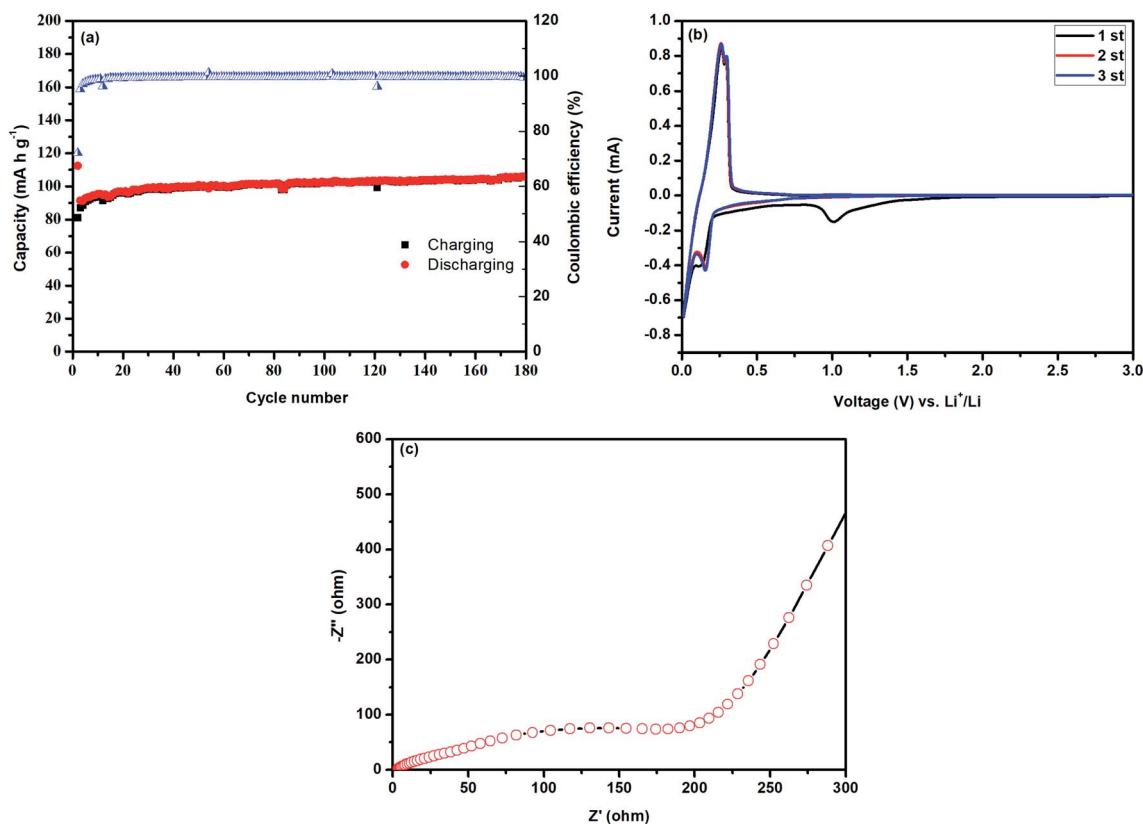 (a)
Capacity (mA h g⁻¹)
200
180
160
140
120
100
80
60
40
20
0
120
100
80
60
40
20
0
Coulombic efficiency (%)
Charging
Discharging
0 20 40 60 80 100 120 140 160 180
Cycle number
(b)
Current (mA)
1.0
0.8
0.6
0.4
0.2
0.0
-0.2
-0.4
-0.6
-0.8
1 st
2 st
3 st
0.0 0.5 1.0 1.5 2.0 2.5 3.0
Voltage (V) vs. Li⁺/Li
(c)
-Z'' (ohm)
600
500
400
300
200
100
0
0 50 100 150 200 250 300
Z' (ohm)